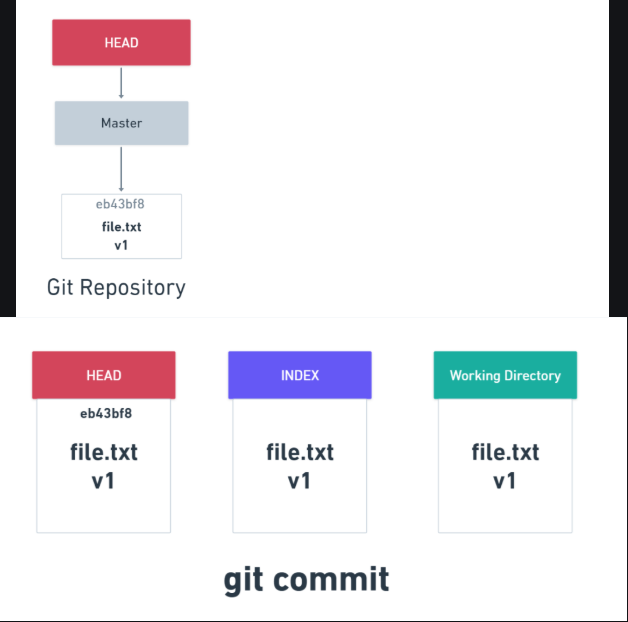 HEAD
Master
eb43bf8
file.txt
v1
Git Repository
HEAD
INDEX
Working Directory
eb43bf8
file.txt
v1
file.txt
v1
file.txt
v1
git commit